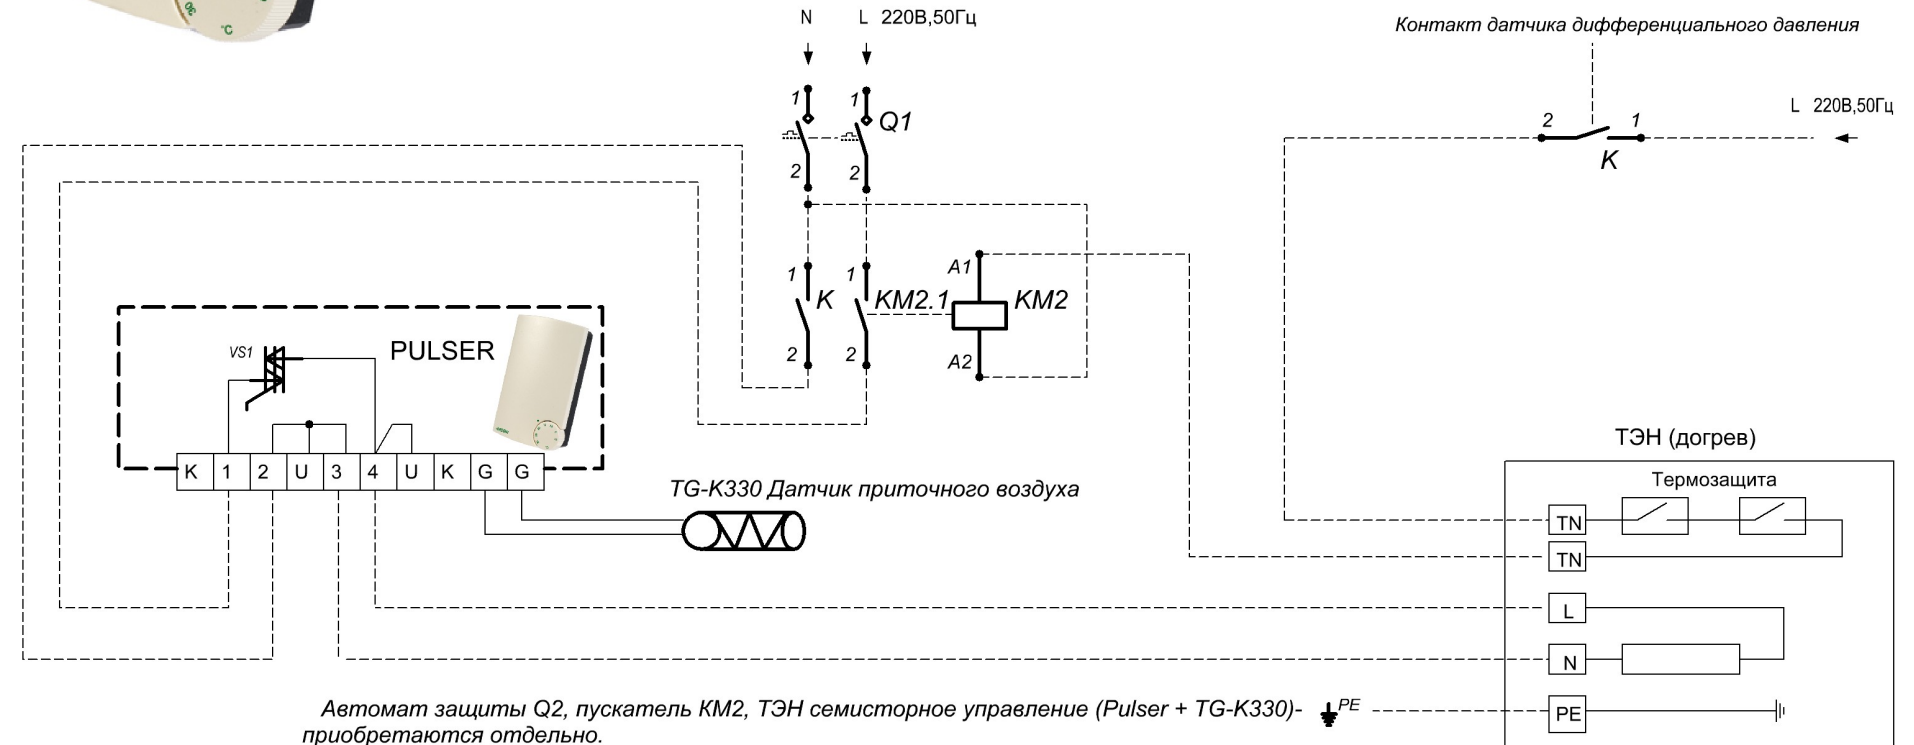 30
°C
N L 220В,50Гц
Контакт датчика дифференциального давления
L 220В,50Гц
1 1 Q1
2 2
2 1
K
1 K 1 KM2.1 A1 KM2
2 2 A2
VS1 PULSER
K 1 2 U 3 4 U K G G
TG-K330 Датчик приточного воздуха
ТЭН (догрев)
Термозащита
TN
TN
L
N
PE
Автомат защиты Q2, пускатель КМ2, ТЭН семисторное управление (Pulser + TG-K330)- PE
приобретаются отдельно.